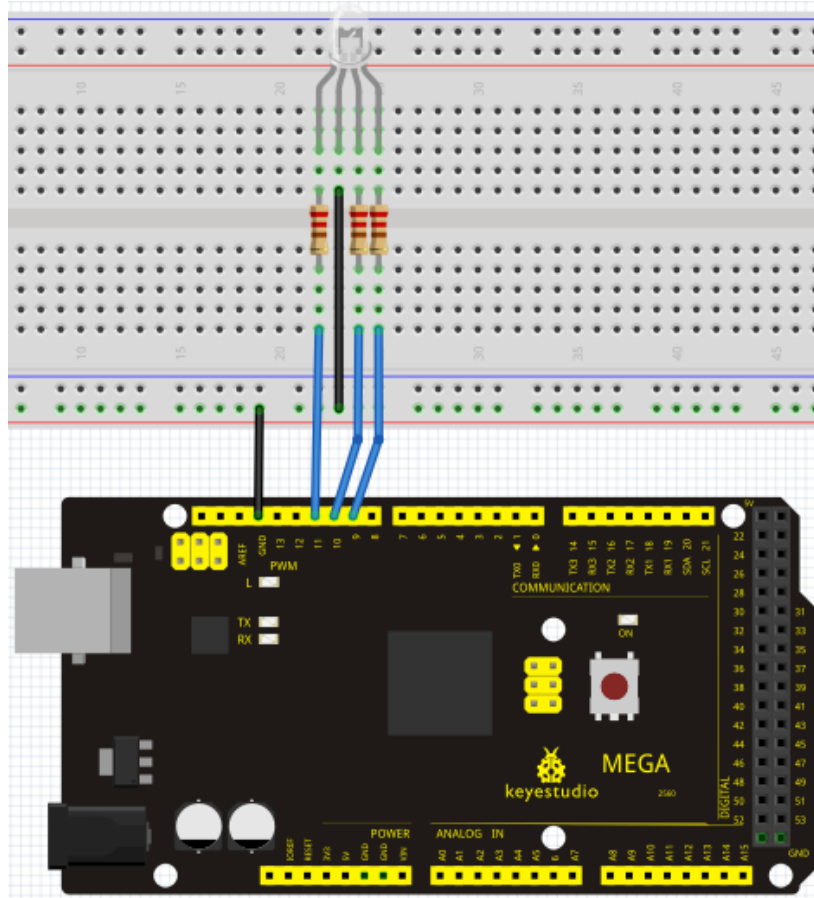 10 15 20 30 40 45
10 15 20 30 40 45
5V
AREF GND 13 12 11 10 9 8 7 6 5 4 3 2 TX0 ◀ 1 RX0 ▶ 0 TX3 14 RX3 15 TX2 16 RX2 17 TX1 18 RX1 19 SDA 20 SCL 21
PWM
COMMUNICATION
L
TX
RX
ON
22
24
26
28
30 31
32 33
34 35
36 37
38 39
40 41
42 43
44 45
46 47
48 49
50 51
52 53
GND
DIGITAL
MEGA
keyestudio 2560
POWER ANALOG IN
IOREF RESET 3V3 5V GND GND VIN A0 A1 A2 A3 A4 A5 6 A7 A8 A9 A10 A11 A12 A13 A14 A15